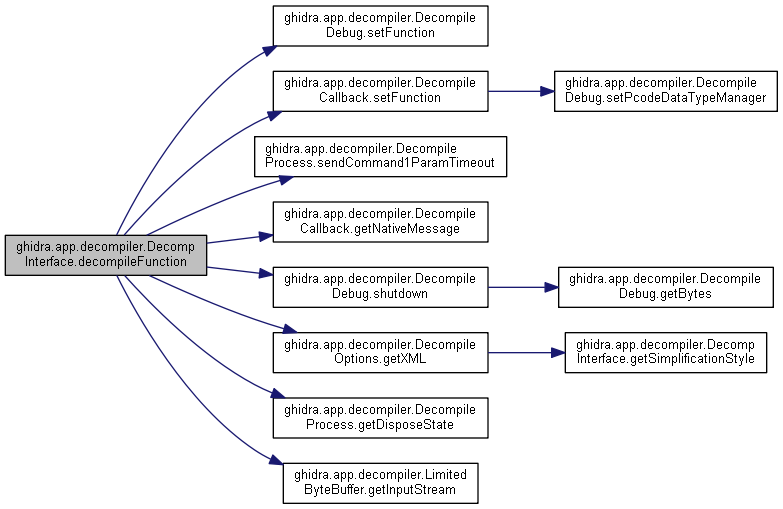 ghidra.app.decompiler.Decompile
Debug.setFunction
ghidra.app.decompiler.Decompile
Callback.setFunction
ghidra.app.decompiler.Decompile
Debug.setPcodeDataTypeManager
ghidra.app.decompiler.Decompile
Process.sendCommand1ParamTimeout
ghidra.app.decompiler.Decompile
Callback.getNativeMessage
ghidra.app.decompiler.Decomp
Interface.decompileFunction
ghidra.app.decompiler.Decompile
Debug.shutdown
ghidra.app.decompiler.Decompile
Debug.getBytes
ghidra.app.decompiler.Decompile
Options.getXML
ghidra.app.decompiler.Decomp
Interface.getSimplificationStyle
ghidra.app.decompiler.Decompile
Process.getDisposeState
ghidra.app.decompiler.Limited
ByteBuffer.getInputStream